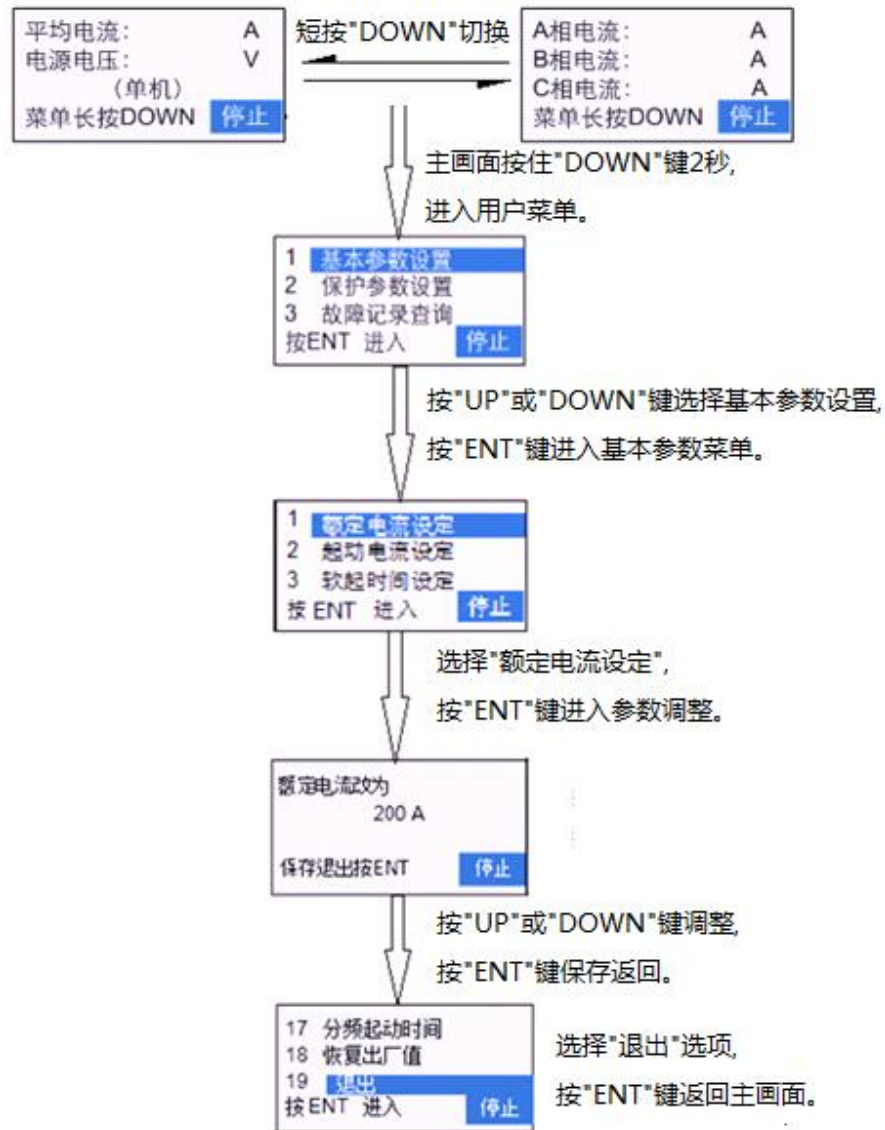 平均电流： A
电源电压： V
（单机）
菜单长按DOWN 停止
短按"DOWN"切换
A相电流： A
B相电流： A
C相电流： A
菜单长按DOWN 停止
主画面按住"DOWN"键2秒,
进入用户菜单。
1 基本参数设置
2 保护参数设置
3 故障记录查询
按ENT 进入 停止
按"UP"或"DOWN"键选择基本参数设置,
按"ENT"键进入基本参数菜单。
1 额定电流设定
2 起动电流设定
3 软起时间设定
按ENT 进入 停止
选择"额定电流设定",
按"ENT"键进入参数调整。
额定电流改为
200 A
保存退出按ENT 停止
按"UP"或"DOWN"键调整,
按"ENT"键保存返回。
17 分频起动时间
18 恢复出厂值
19 退出
按ENT 进入 停止
选择"退出"选项,
按"ENT"键返回主画面。